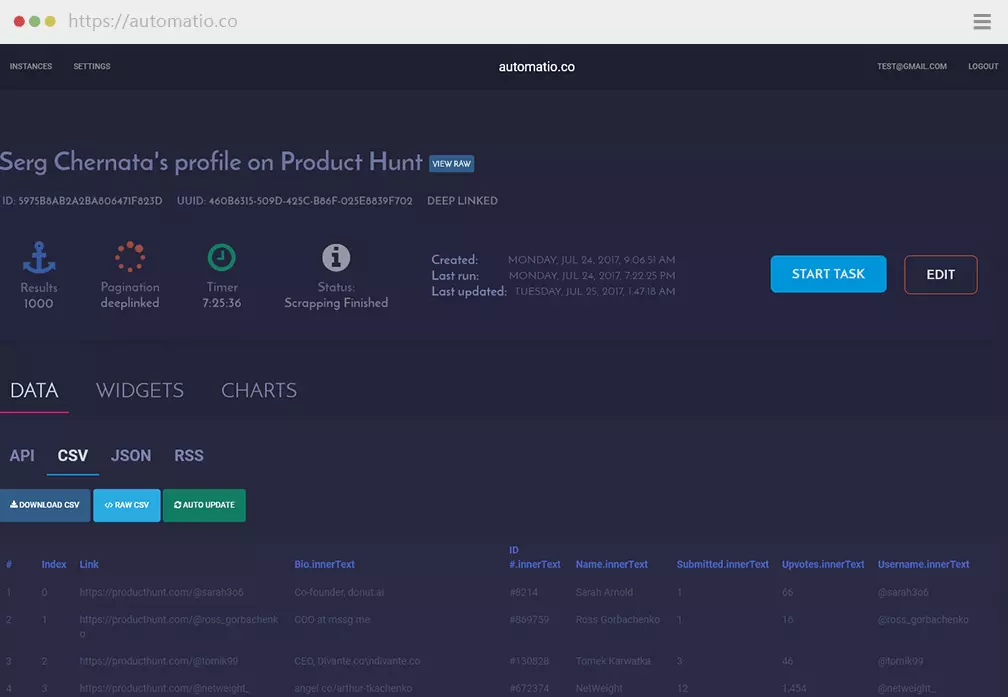 https://automatio.co
INSTANCES SETTINGS automatio.co TEST@GMAIL.COM LOGOUT
Serg Chernata's profile on Product Hunt VIEW RAW
ID: 5975B8AB2A2BA806471F823D UUID: 460B6315-509D-425C-B86F-025E8839F702 DEEP LINKED
Results
1000
Pagination
deeplinked
Timer
7:25:36
Status:
Scrapping Finished
Created: MONDAY, JUL 24, 2017, 9:06:51 AM
Last run: MONDAY, JUL 24, 2017, 7:22:25 PM
Last updated: TUESDAY, JUL 25, 2017, 1:47:18 AM
START TASK EDIT
DATA WIDGETS CHARTS
API CSV JSON RSS
DOWNLOAD CSV RAW CSV AUTO UPDATE
# Index Link Bio.innerText ID #.innerText Name.innerText Submitted.innerText Upvotes.innerText Username.innerText
1 0 https://producthunt.com/@sarah3o6 Co-founder, donut.ai #8214 Sarah Arnold 1 66 @sarah3o6
2 1 https://producthunt.com/@ross_gorbachenk COO at mssg.me #869759 Ross Gorbachenko 1 16 @ross_gorbachenko
o
3 2 https://producthunt.com/@tomik99 CEO, Divante.co\ndivante.co #130828 Tomek Karwatka 3 46 @tomik99
4 3 https://producthunt.com/@netweight_ angel.co/arthur-tkachenko #672374 NetWeight 12 1,454 @netweight_